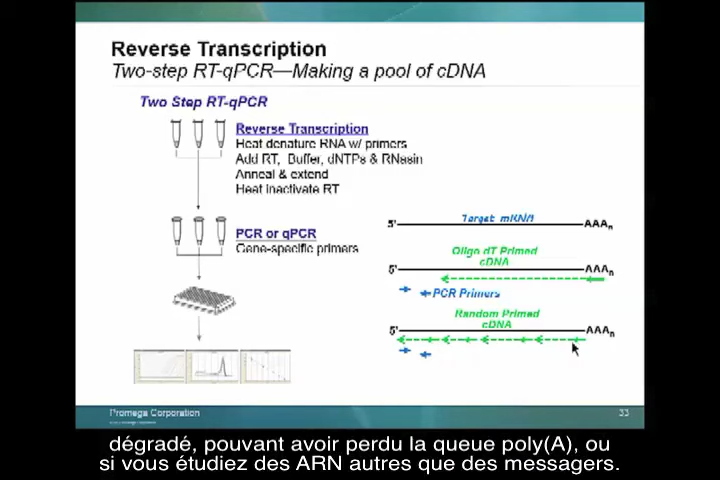 Reverse Transcription
Two-step RT-qPCR—Making a pool of cDNA
Two Step RT-qPCR
Reverse Transcription
Heat denature RNA w/ primers
Add RT, Buffer, dNTPs & RNasin
Anneal & extend
Heat inactivate RT
PCR or qPCR
Gene-specific primers
Target mRNA
5' AAAn
Oligo dT Primed
cDNA
5' AAAn
PCR Primers
Random Primed
cDNA
5' AAAn
Promega Corporation
33
dégradé, pouvant avoir perdu la queue poly(A), ou
si vous étudiez des ARN autres que des messagers.